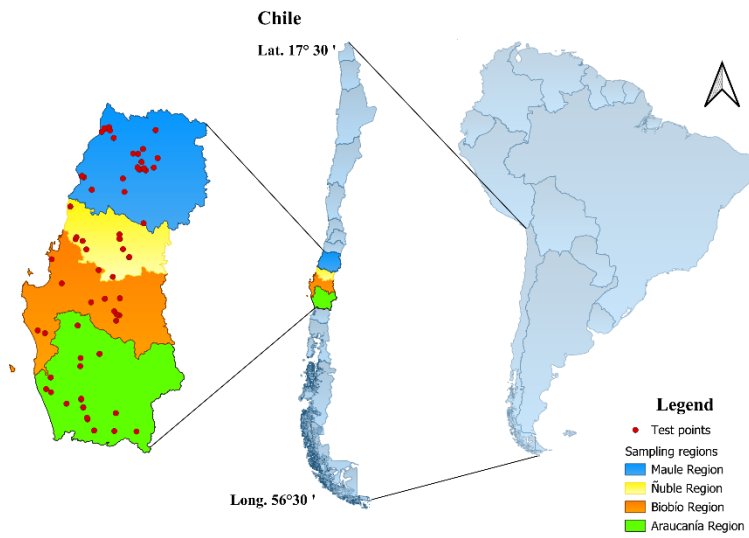 Chile
Lat. 17° 30 '
Long. 56°30 '
Legend
Test points
Sampling regions
Maule Region
Ñuble Region
Biobío Region
Araucanía Region